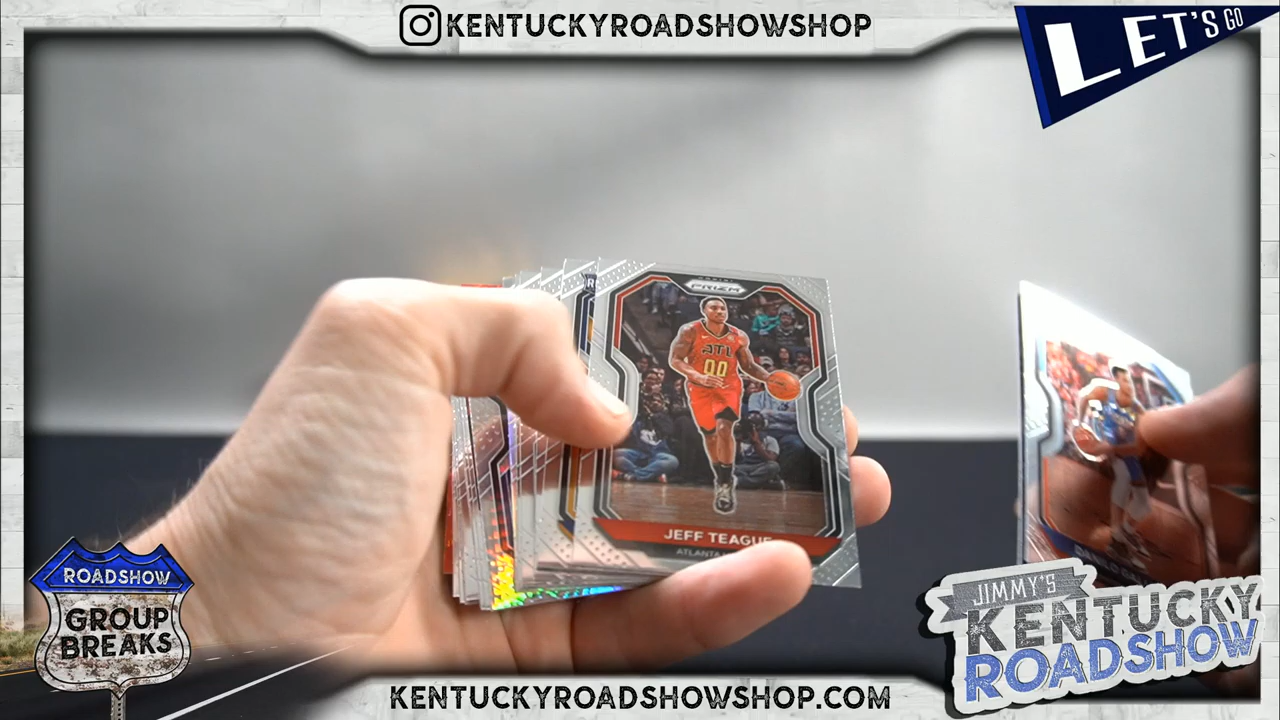 KENTUCKYROADSHOWSHOP
LET'S GO
PRIZM
ATL
00
JEFF TEAGUE
ATLANTA
ROADSHOW
GROUP
BREAKS
JIMMY'S
KENTUCKY
ROADSHOW
KENTUCKYROADSHOWSHOP.COM